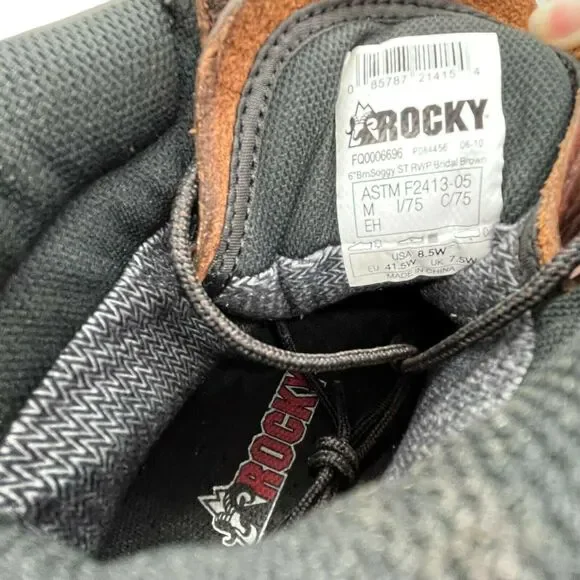 0 85787 21415 4
ROCKY
FQ0006696 P084456 06-10
6"BrnSoggy ST RWP Bridal Brown
ASTM F2413-05
M I/75 C/75
EH
USA 8.5W
EU 41.5W UK 7.5W
MADE IN CHINA
ROCKY